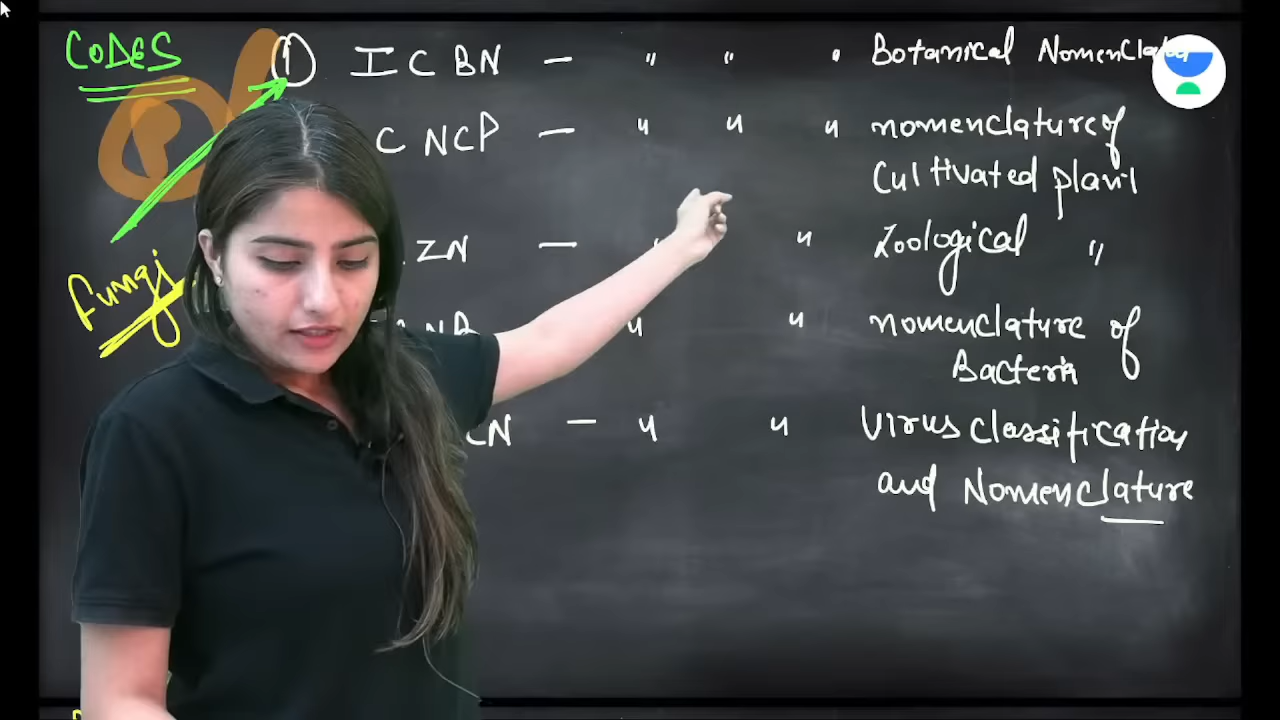 CODES
① ICBN — " " " Botanical Nomenclatu
CNCP — " " " nomenclature of
Cultivated plant
ZN — " " Zoological "
Fungi
" " nomenclature of
Bacteria
CN — " " Virus classification
and Nomenclature